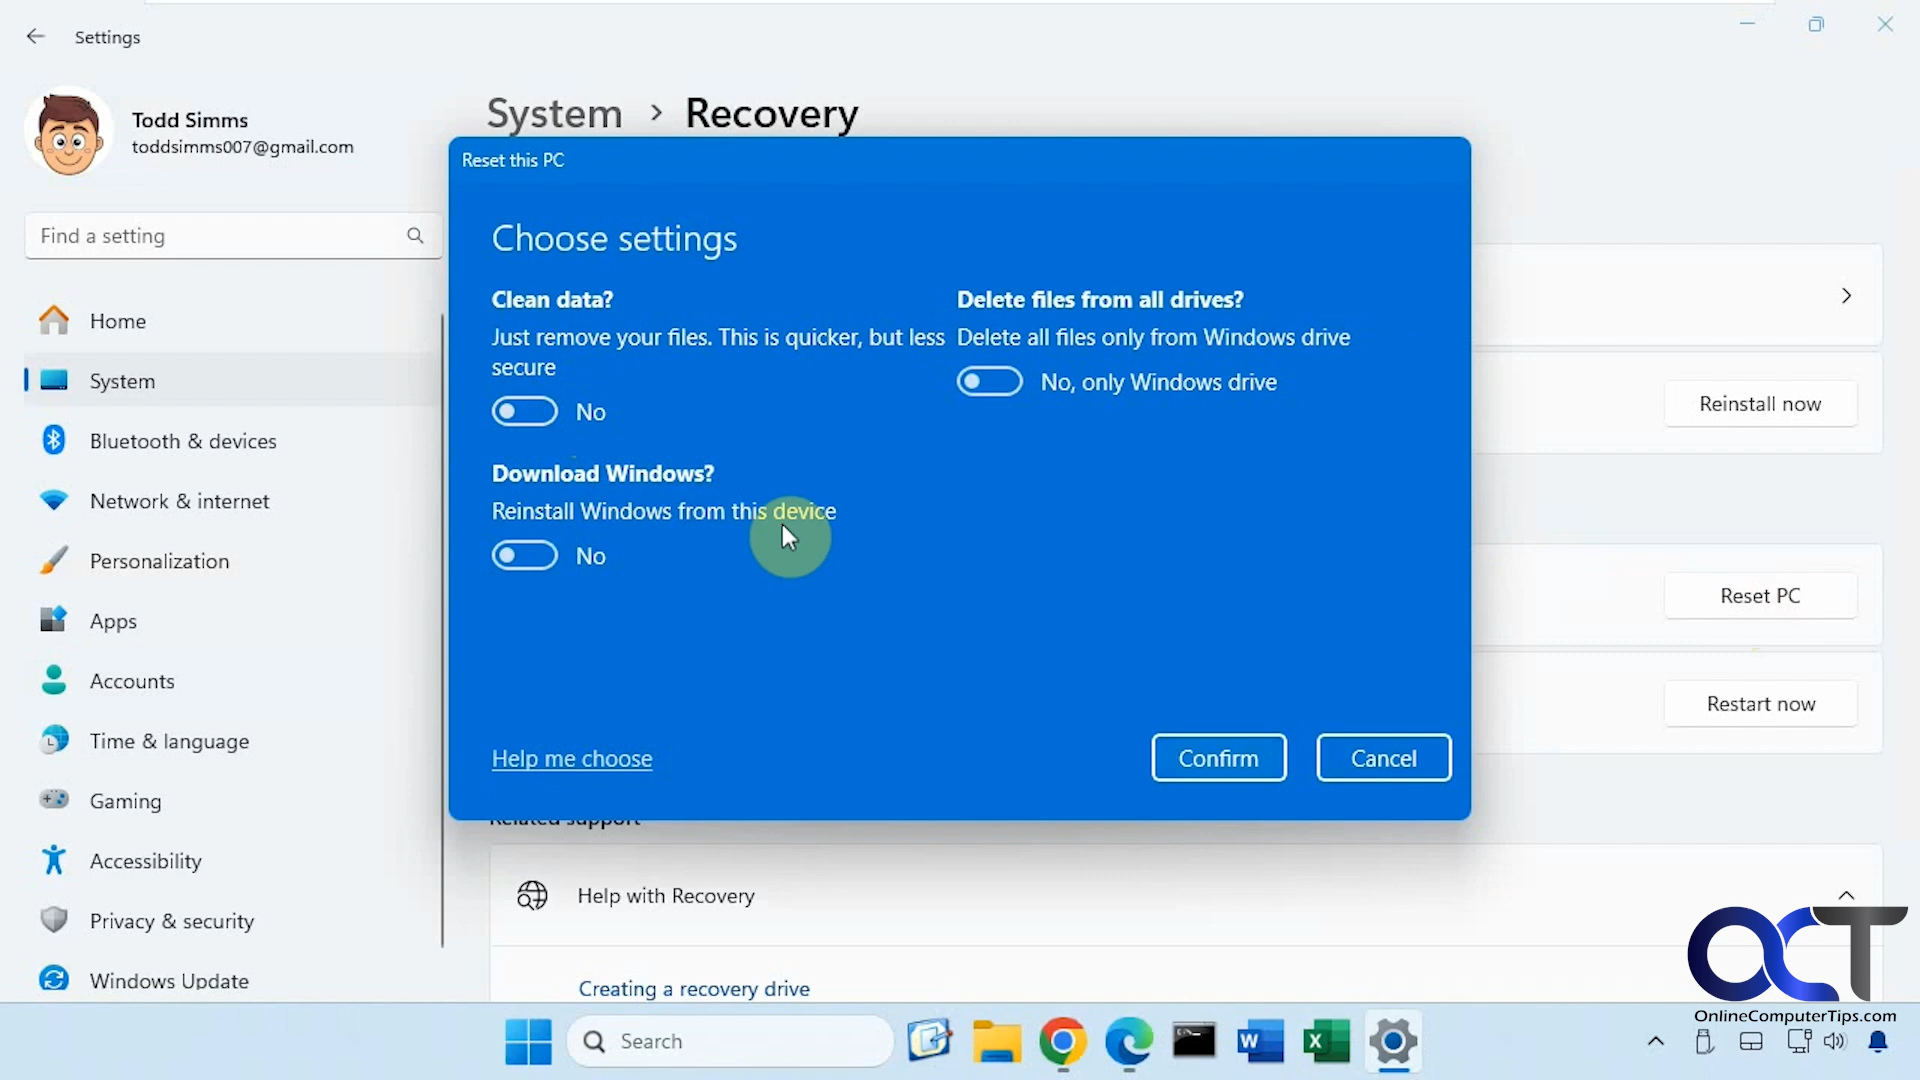 Settings
Todd Simms
toddsimms007@gmail.com
Find a setting
Home
System
Bluetooth & devices
Network & internet
Personalization
Apps
Accounts
Time & language
Gaming
Accessibility
Privacy & security
Windows Update
System > Recovery
Reset this PC
Choose settings
Clean data?
Just remove your files. This is quicker, but less
secure
No
Delete files from all drives?
Delete all files only from Windows drive
No, only Windows drive
Download Windows?
Reinstall Windows from this device
No
Help me choose
Confirm
Cancel
Reinstall now
Reset PC
Restart now
Related support
Help with Recovery
Creating a recovery drive
OCT
OnlineComputerTips.com
Search